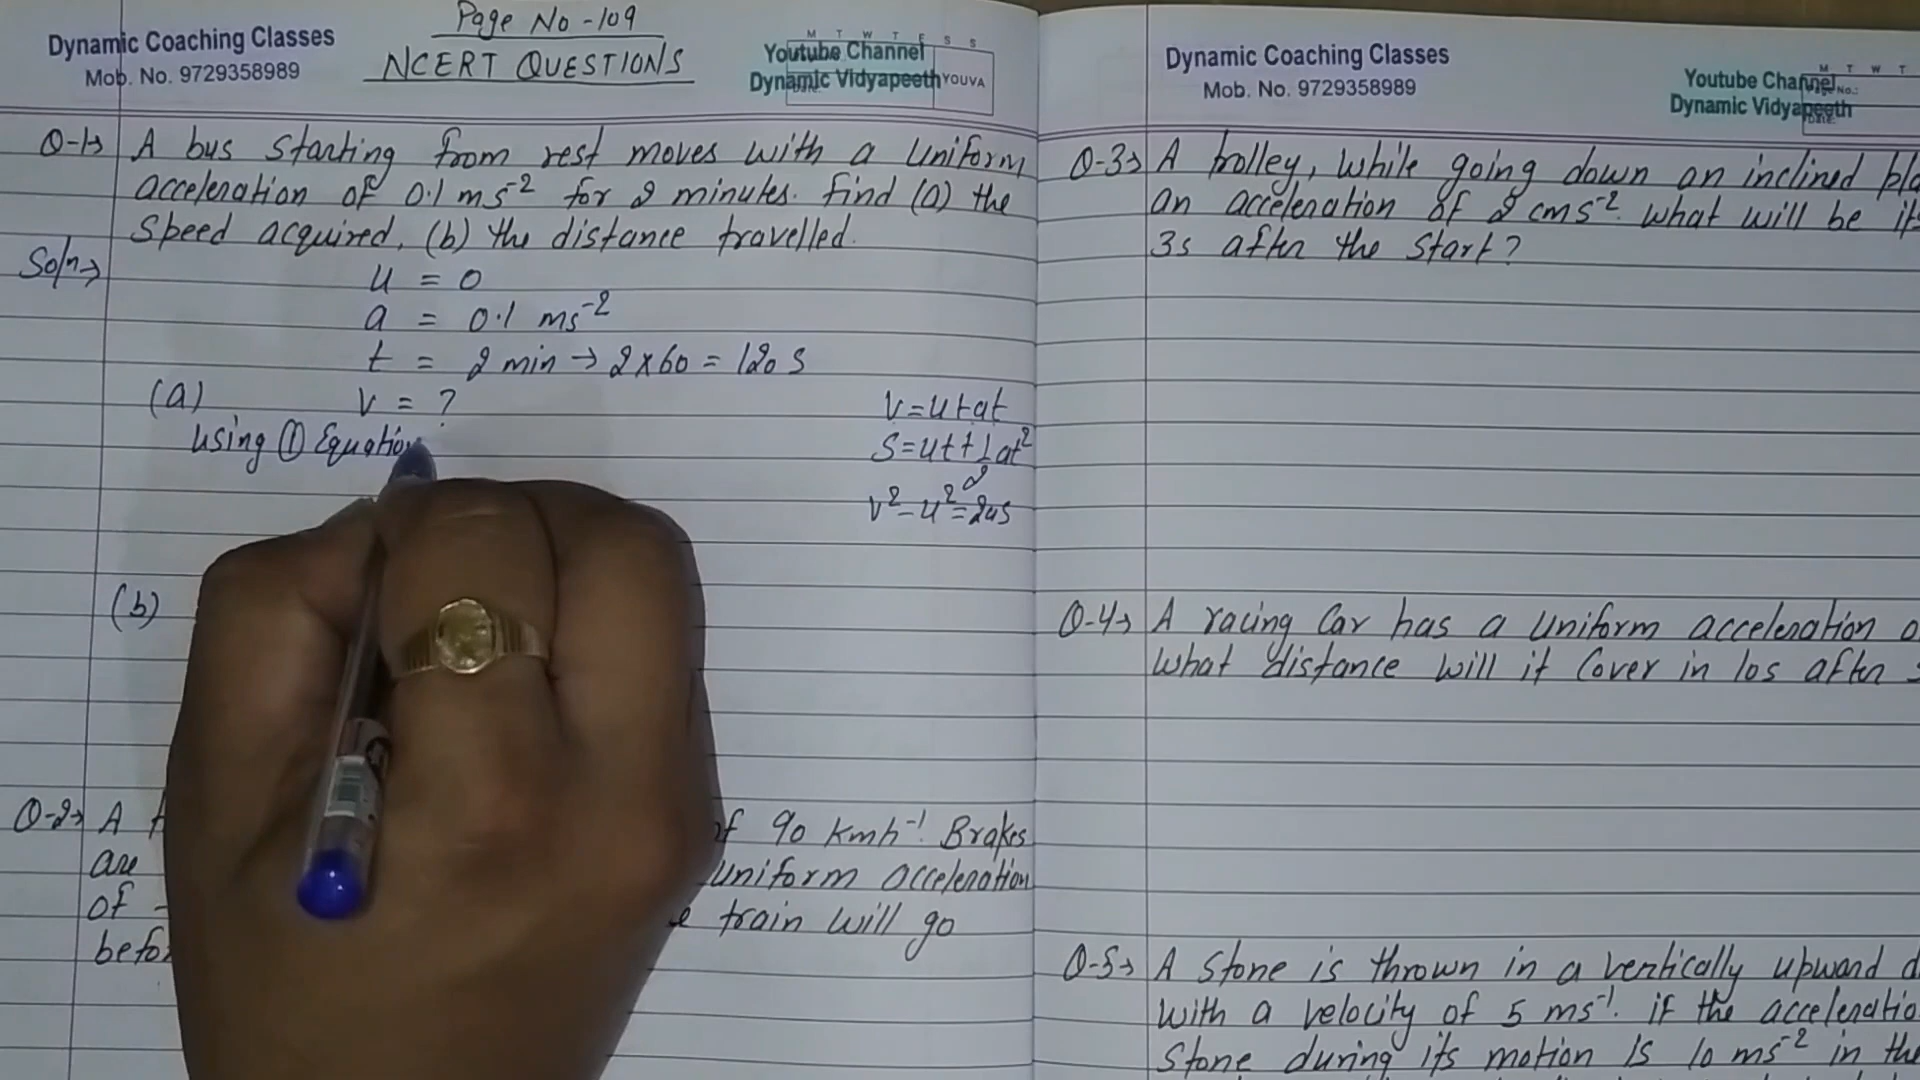 Dynamic Coaching Classes
Mob. No. 9729358989
Page No - 109
NCERT QUESTIONS
M T W T F S S
Youtube Channel
Dynamic Vidyapeeth YOUVA
Q-1→ A bus starting from rest moves with a uniform
acceleration of 0.1 ms⁻² for 2 minutes. find (a) the
speed acquired, (b) the distance travelled.
Soln→
u = 0
a = 0.1 ms⁻²
t = 2 min → 2×60 = 120 s
(a) v = ?
using ① Equation
v = u+at
S = ut+½at²
v²-u²=2as
(b)
Q-2→ A
of 90 Kmh⁻¹. Brakes
are uniform acceleration
of - train will go
Dynamic Coaching Classes
Mob. No. 9729358989
M T W T
Youtube Channel
Dynamic Vidyapeeth
Q-3→ A trolley, while going down an inclined
an acceleration of 2 cms⁻². what will be
3s after the start?
Q-4→ A racing Car has a uniform acceleration
what distance will it Cover in 10s after
Q-5→ A stone is thrown in a vertically upward
with a velocity of 5 ms⁻¹. if the
stone during its motion is 10 ms⁻² in the